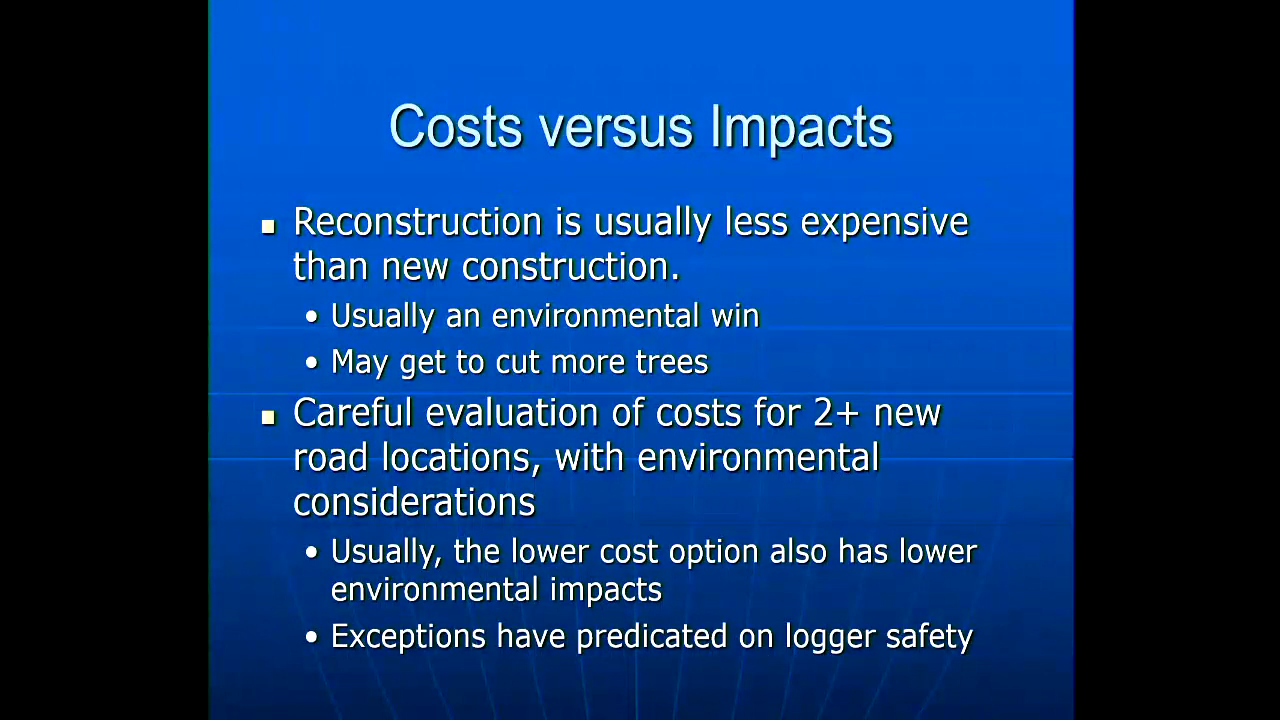 Costs versus Impacts
Reconstruction is usually less expensive
than new construction.
• Usually an environmental win
• May get to cut more trees
Careful evaluation of costs for 2+ new
road locations, with environmental
considerations
• Usually, the lower cost option also has lower
environmental impacts
• Exceptions have predicated on logger safety